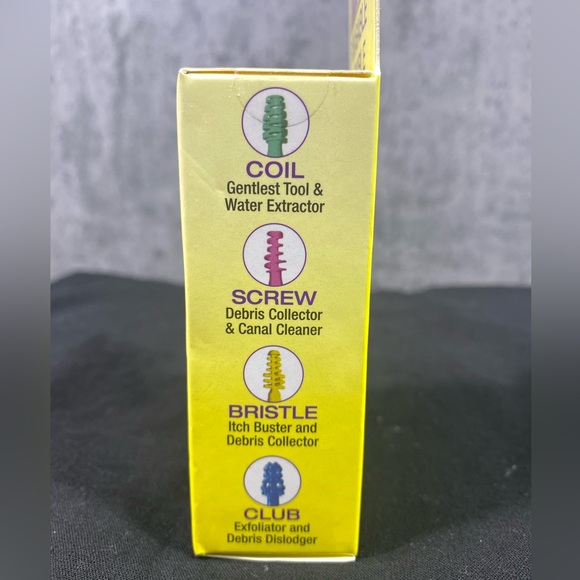 COIL
Gentlest Tool &
Water Extractor
SCREW
Debris Collector
& Canal Cleaner
BRISTLE
Itch Buster and
Debris Collector
CLUB
Exfoliator and
Debris Dislodger